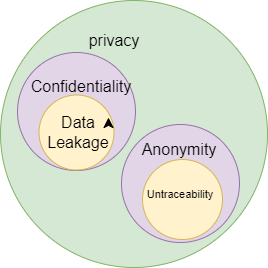 privacy
Confidentiality
Data
Leakage
Anonymity
Untraceability